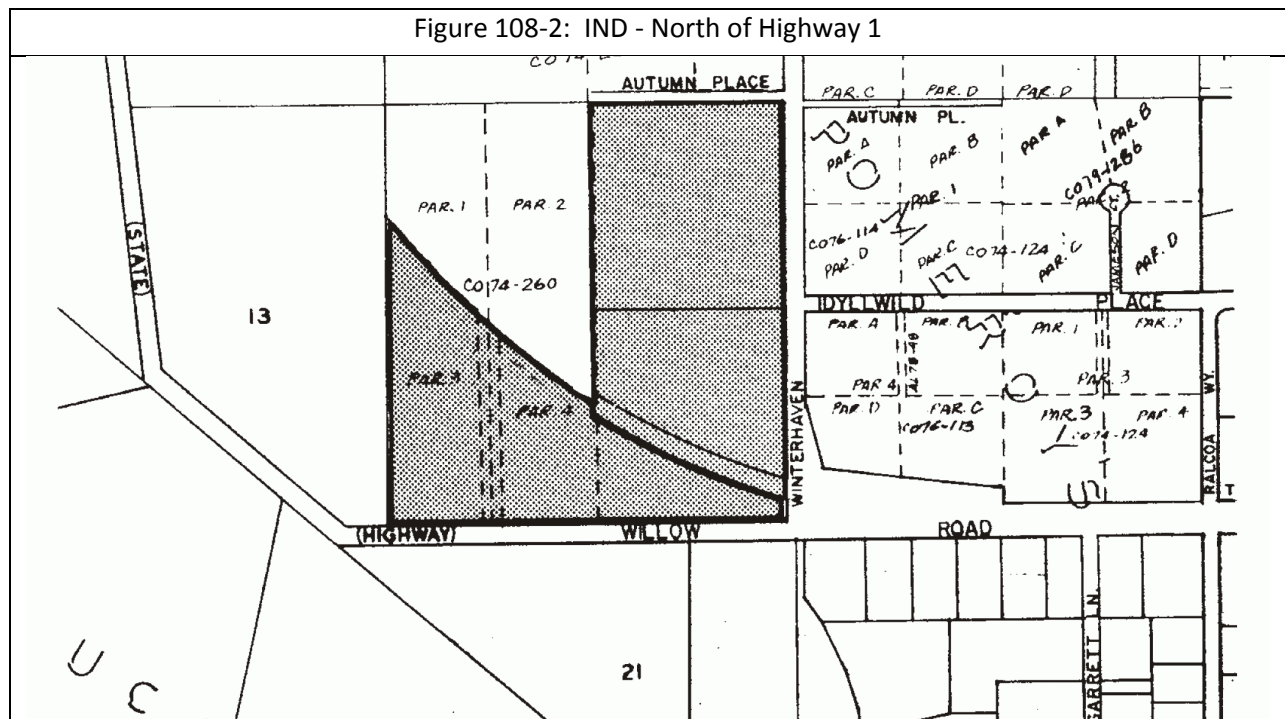 Figure 108-2: IND - North of Highway 1
AUTUMN PLACE
PAR. C
PAR. D
PAR. D
AUTUMN PL.
PAR. A
PAR. B
PAR A
PAR B
CO79-1286
PAR. 1
PAR. 2
CO74-260
CO76-114
PAR. 1
PAR. D
PAR. C
CO74-124
PAR. C
PAR. D
JAMESON CT.
(STATE)
13
IDYLLWILD PLACE
PAR. A
PAR. B
PAR. 1
PAR. 4
PAR. 3
PAR. 4
PAR. D
PAR. C
CO76-113
PAR. 3
PAR. 4
CO74-124
WINTERHAVEN
RALCOA WY.
(HIGHWAY)
WILLOW
ROAD
21
GARRETT LN.
U C